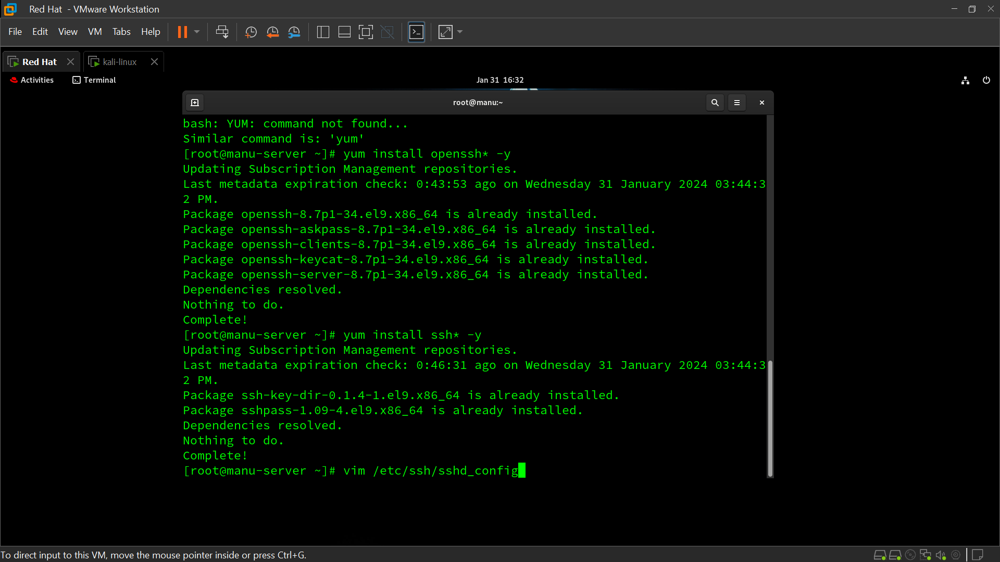 Red Hat - VMware Workstation
File Edit View VM Tabs Help
Red Hat kali-linux
Activities Terminal Jan 31 16:32
root@manu:~
bash: YUM: command not found...
Similar command is: 'yum'
[root@manu-server ~]# yum install openssh* -y
Updating Subscription Management repositories.
Last metadata expiration check: 0:43:53 ago on Wednesday 31 January 2024 03:44:3
2 PM.
Package openssh-8.7p1-34.el9.x86_64 is already installed.
Package openssh-askpass-8.7p1-34.el9.x86_64 is already installed.
Package openssh-clients-8.7p1-34.el9.x86_64 is already installed.
Package openssh-keycat-8.7p1-34.el9.x86_64 is already installed.
Package openssh-server-8.7p1-34.el9.x86_64 is already installed.
Dependencies resolved.
Nothing to do.
Complete!
[root@manu-server ~]# yum install ssh* -y
Updating Subscription Management repositories.
Last metadata expiration check: 0:46:31 ago on Wednesday 31 January 2024 03:44:3
2 PM.
Package ssh-key-dir-0.1.4-1.el9.x86_64 is already installed.
Package sshpass-1.09-4.el9.x86_64 is already installed.
Dependencies resolved.
Nothing to do.
Complete!
[root@manu-server ~]# vim /etc/ssh/sshd_config
To direct input to this VM, move the mouse pointer inside or press Ctrl+G.